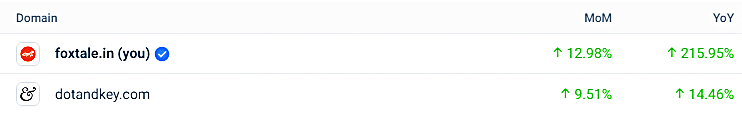 Domain MoM YoY
foxtale.in (you) ↑ 12.98% ↑ 215.95%
dotandkey.com ↑ 9.51% ↑ 14.46%